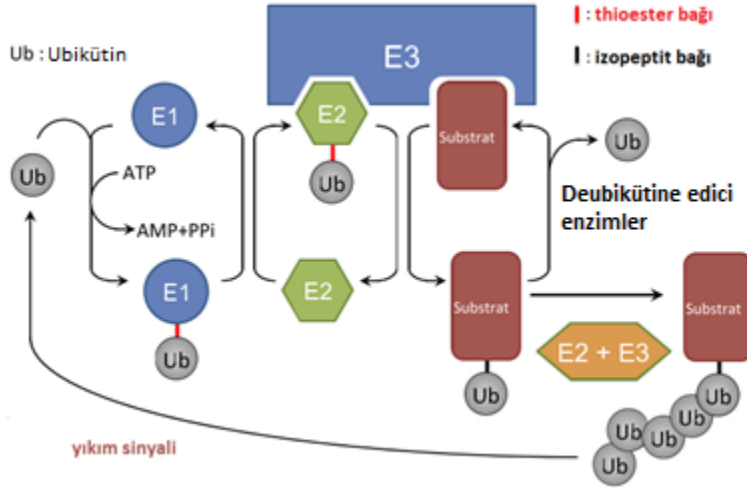 : thioester bağı
Ub : Ubikütin
: izopeptit bağı
E3
E1
E2
Substrat
Ub
Ub
Ub
ATP
AMP+PPi
Deubikütine edici
enzimler
E1
E2
Substrat
Substrat
Ub
Ub
E2 + E3
Ub
Ub
Ub
Ub
Ub
Ub
yıkım sinyali